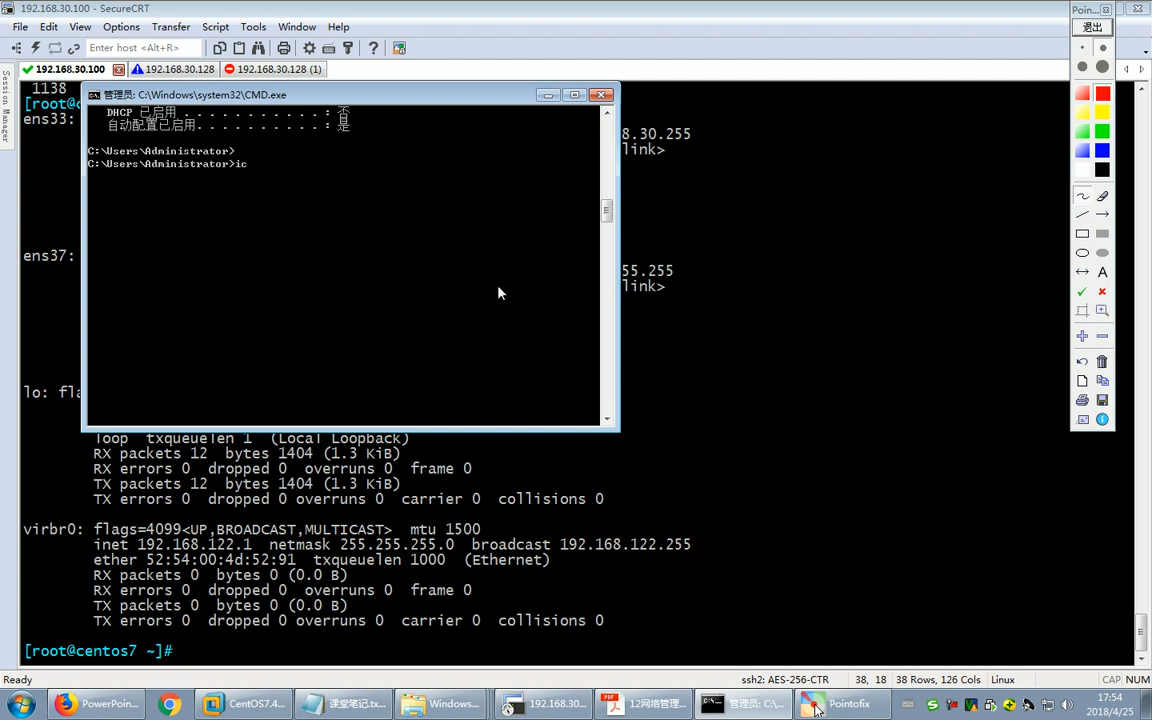 192.168.30.100 - SecureCRT
File Edit View Options Transfer Script Tools Window Help
Enter host <Alt+R>
192.168.30.100 192.168.30.128 192.168.30.128 (1)
Session Manager
1138
[root@c
ens33:
8.30.255
link>
管理员: C:\Windows\system32\CMD.exe
DHCP 已启用 . . . . . . . . . . . : 否
自动配置已启用. . . . . . . . . . : 是
C:\Users\Administrator>
C:\Users\Administrator>ic
ens37:
55.255
link>
lo: fla
loop txqueuelen 1 (Local Loopback)
RX packets 12 bytes 1404 (1.3 KiB)
RX errors 0 dropped 0 overruns 0 frame 0
TX packets 12 bytes 1404 (1.3 KiB)
TX errors 0 dropped 0 overruns 0 carrier 0 collisions 0
virbr0: flags=4099<UP,BROADCAST,MULTICAST> mtu 1500
inet 192.168.122.1 netmask 255.255.255.0 broadcast 192.168.122.255
ether 52:54:00:4d:52:91 txqueuelen 1000 (Ethernet)
RX packets 0 bytes 0 (0.0 B)
RX errors 0 dropped 0 overruns 0 frame 0
TX packets 0 bytes 0 (0.0 B)
TX errors 0 dropped 0 overruns 0 carrier 0 collisions 0
[root@centos7 ~]#
Poin...
退出
A
Ready
ssh2: AES-256-CTR 38, 18 38 Rows, 126 Cols Linux CAP NUM
PowerPoin... CentOS7.4... 课堂笔记.tx... Windows... 192.168.30... 12网络管理... 管理员: C:\... Pointofix
17:54
2018/4/25